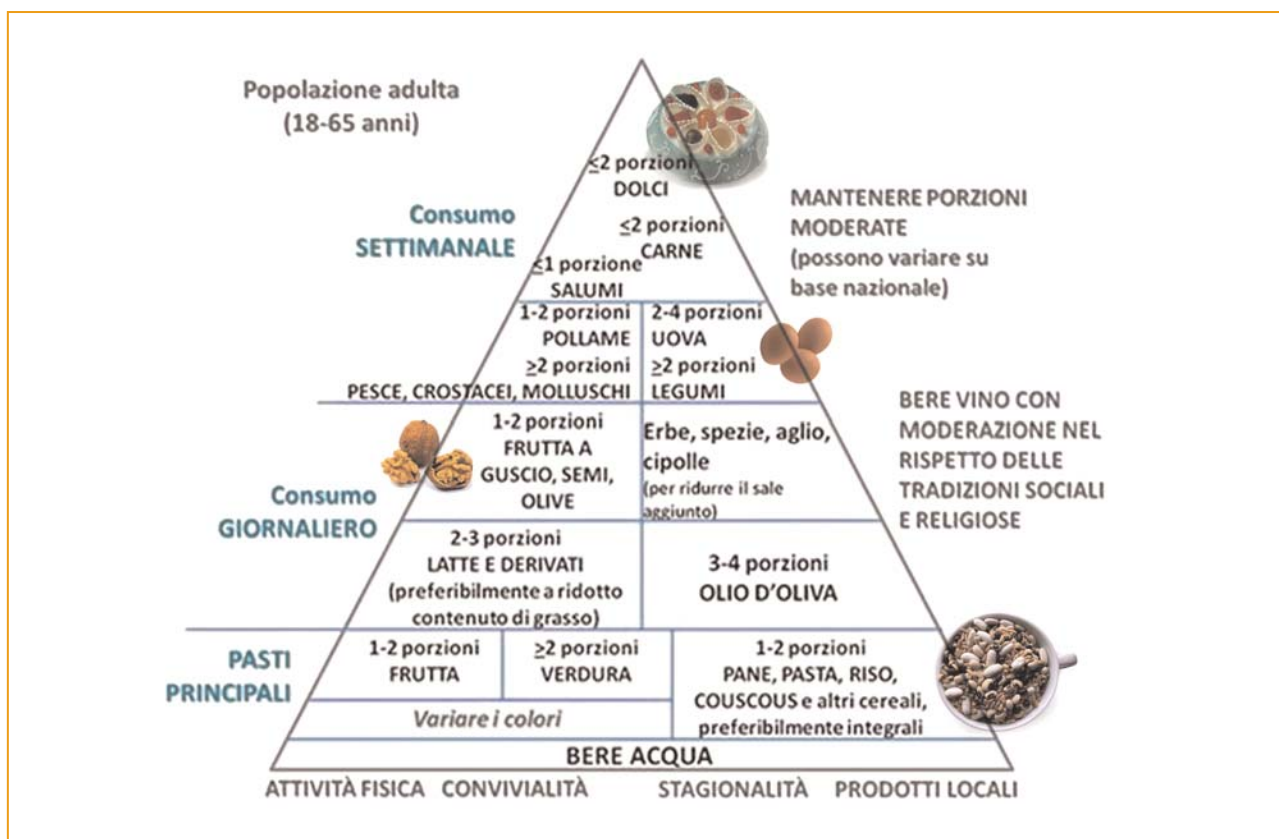 Popolazione adulta
(18-65 anni)
≤2 porzioni
DOLCI
Consumo
SETTIMANALE
≤2 porzioni
CARNE
≤1 porzione
SALUMI
MANTENERE PORZIONI
MODERATE
(possono variare su
base nazionale)
1-2 porzioni
POLLAME
≥2 porzioni
PESCE, CROSTACEI, MOLLUSCHI
2-4 porzioni
UOVA
≥2 porzioni
LEGUMI
BERE VINO CON
MODERAZIONE NEL
RISPETTO DELLE
TRADIZIONI SOCIALI
E RELIGIOSE
Consumo
GIORNALIERO
1-2 porzioni
FRUTTA A
GUSCIO, SEMI,
OLIVE
Erbe, spezie, aglio,
cipolle
(per ridurre il sale
aggiunto)
2-3 porzioni
LATTE E DERIVATI
(preferibilmente a ridotto
contenuto di grasso)
3-4 porzioni
OLIO D'OLIVA
PASTI
PRINCIPALI
1-2 porzioni
FRUTTA
≥2 porzioni
VERDURA
Variare i colori
1-2 porzioni
PANE, PASTA, RISO,
COUSCOUS e altri cereali,
preferibilmente integrali
BERE ACQUA
ATTIVITÀ FISICA CONVIVIALITÀ STAGIONALITÀ PRODOTTI LOCALI